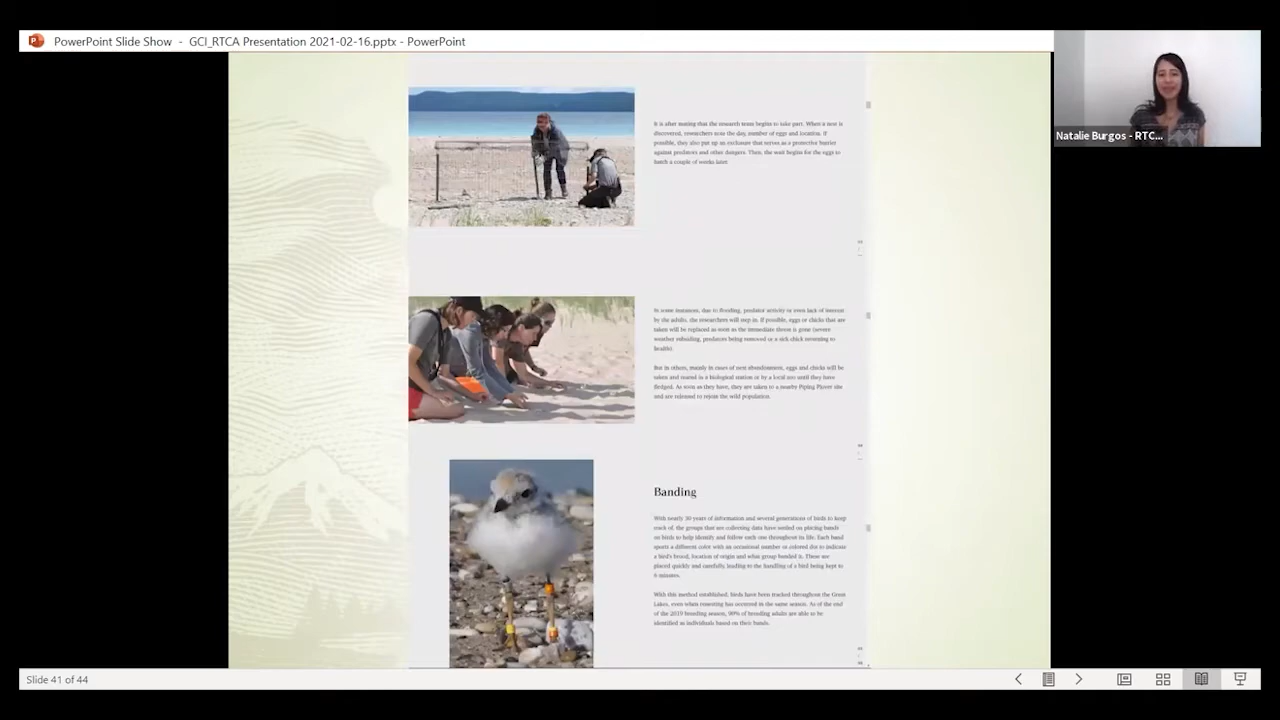 PowerPoint Slide Show - GCI_RTCA Presentation 2021-02-16.pptx - PowerPoint
Natalie Burgos - RTC...
It is after mating that the research team begins to take part. When a nest is
discovered, researchers note the day, number of eggs and location. If
possible, they also put up an exclosure that serves as a protective barrier
against predators and other dangers. Then, the wait begins for the eggs to
hatch a couple of weeks later.
In some instances, due to flooding, predator activity or even lack of interest
by the adults, the researchers will step in. If possible, eggs or chicks that are
taken will be replaced as soon as the immediate threat is gone (severe
weather subsiding, predators being removed or a sick chick returning to
health).
But in others, mainly in cases of nest abandonment, eggs and chicks will be
taken and reared in a biological station or by a local zoo until they have
fledged. As soon as they have, they are taken to a nearby Piping Plover site
and are released to rejoin the wild population.
Banding
With nearly 30 years of information and several generations of birds to keep
track of, the groups that are collecting data have settled on placing bands
on birds to help identify and follow each one throughout its life. Each band
sports a different color with an occasional number or colored dot to indicate
a bird's brood, location of origin and what group banded it. These are
placed quickly and carefully, leading to the handling of a bird being kept to
6 minutes.
With this method established, birds have been tracked throughout the Great
Lakes, even when renesting has occurred in the same season. As of the end
of the 2019 breeding season, 90% of breeding adults are able to be
identified as individuals based on their bands.
Slide 41 of 44